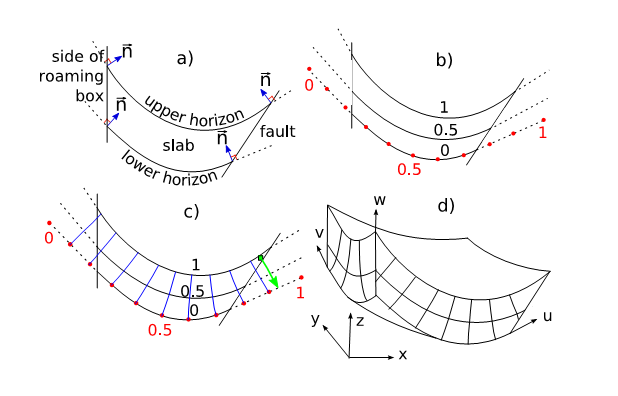 a)
side of
roaming
box
n⃗
n⃗
n⃗
n⃗
upper horizon
slab
fault
lower horizon
b)
0
1
0.5
0
1
0.5
c)
0
1
0.5
0
1
0.5
d)
w
v
u
z
y
x